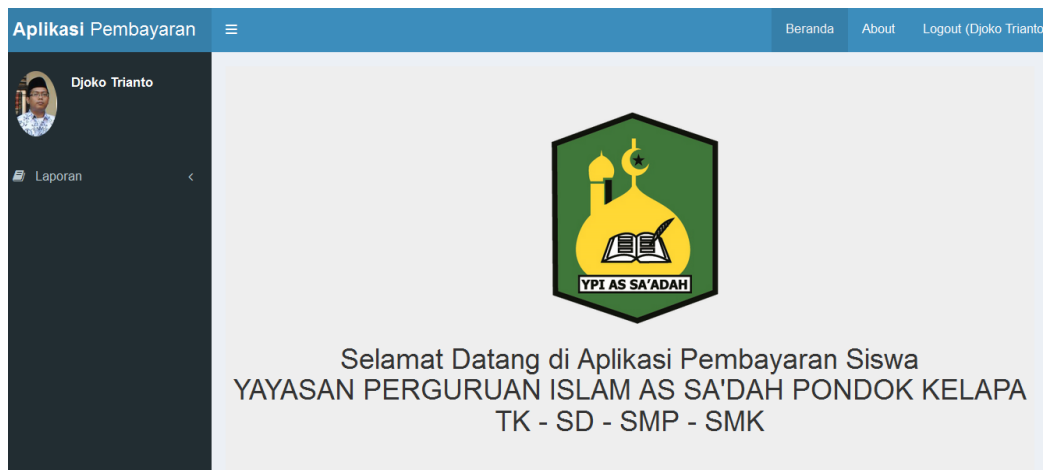 Aplikasi Pembayaran
Beranda About Logout (Djoko Trianto
Djoko Trianto
Laporan
YPI AS SA'ADAH
Selamat Datang di Aplikasi Pembayaran Siswa
YAYASAN PERGURUAN ISLAM AS SA'DAH PONDOK KELAPA
TK - SD - SMP - SMK